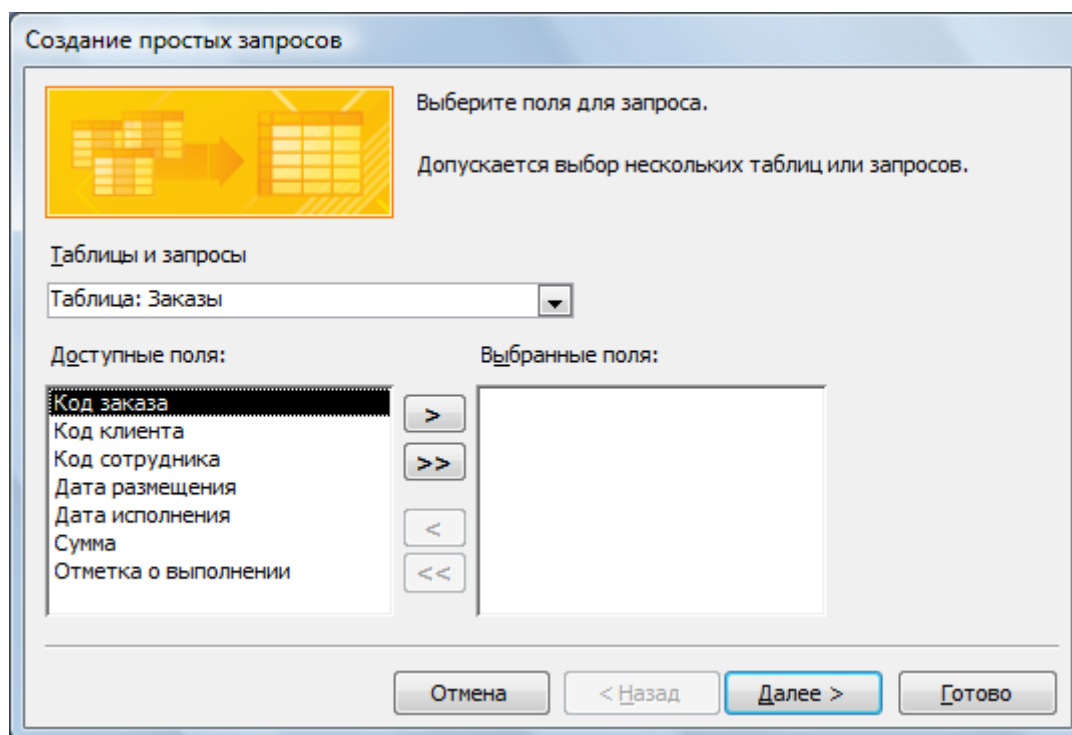 Создание простых запросов
Выберите поля для запроса.
Допускается выбор нескольких таблиц или запросов.
Таблицы и запросы
Таблица: Заказы
Доступные поля:
Выбранные поля:
Код заказа
Код клиента
Код сотрудника
Дата размещения
Дата исполнения
Сумма
Отметка о выполнении
>
>>
<
<<
Отмена
< Назад
Далее >
Готово